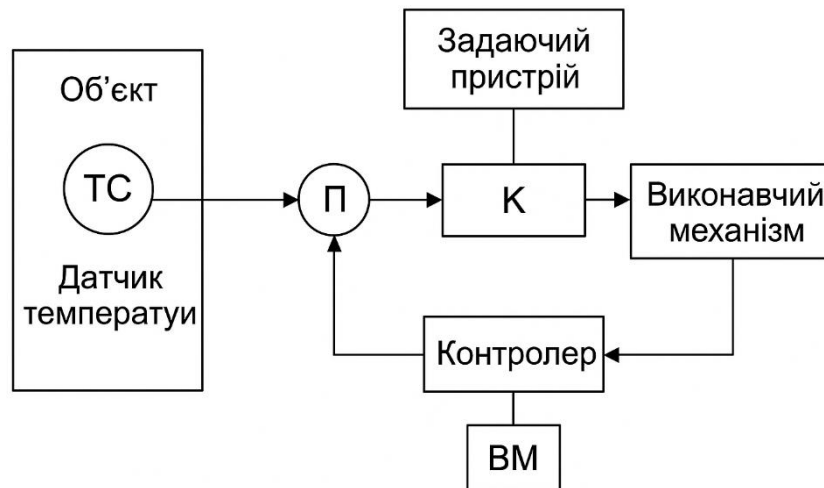 Задаючий
пристрій
Об’єкт
ТС
П
К
Виконавчий
механізм
Датчик
температуи
Контролер
ВМ